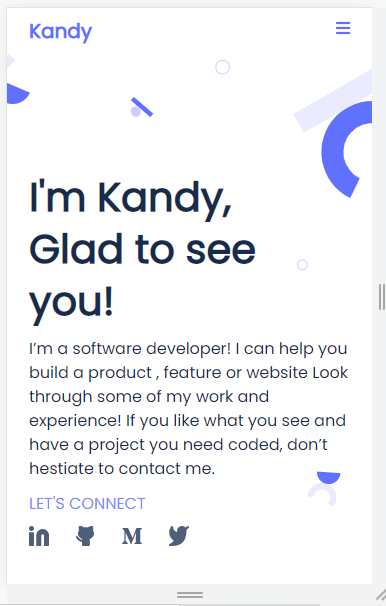 Kandy
I'm Kandy,
Glad to see
you!
I’m a software developer! I can help you
build a product , feature or website Look
through some of my work and
experience! If you like what you see and
have a project you need coded, don’t
hestiate to contact me.
LET'S CONNECT